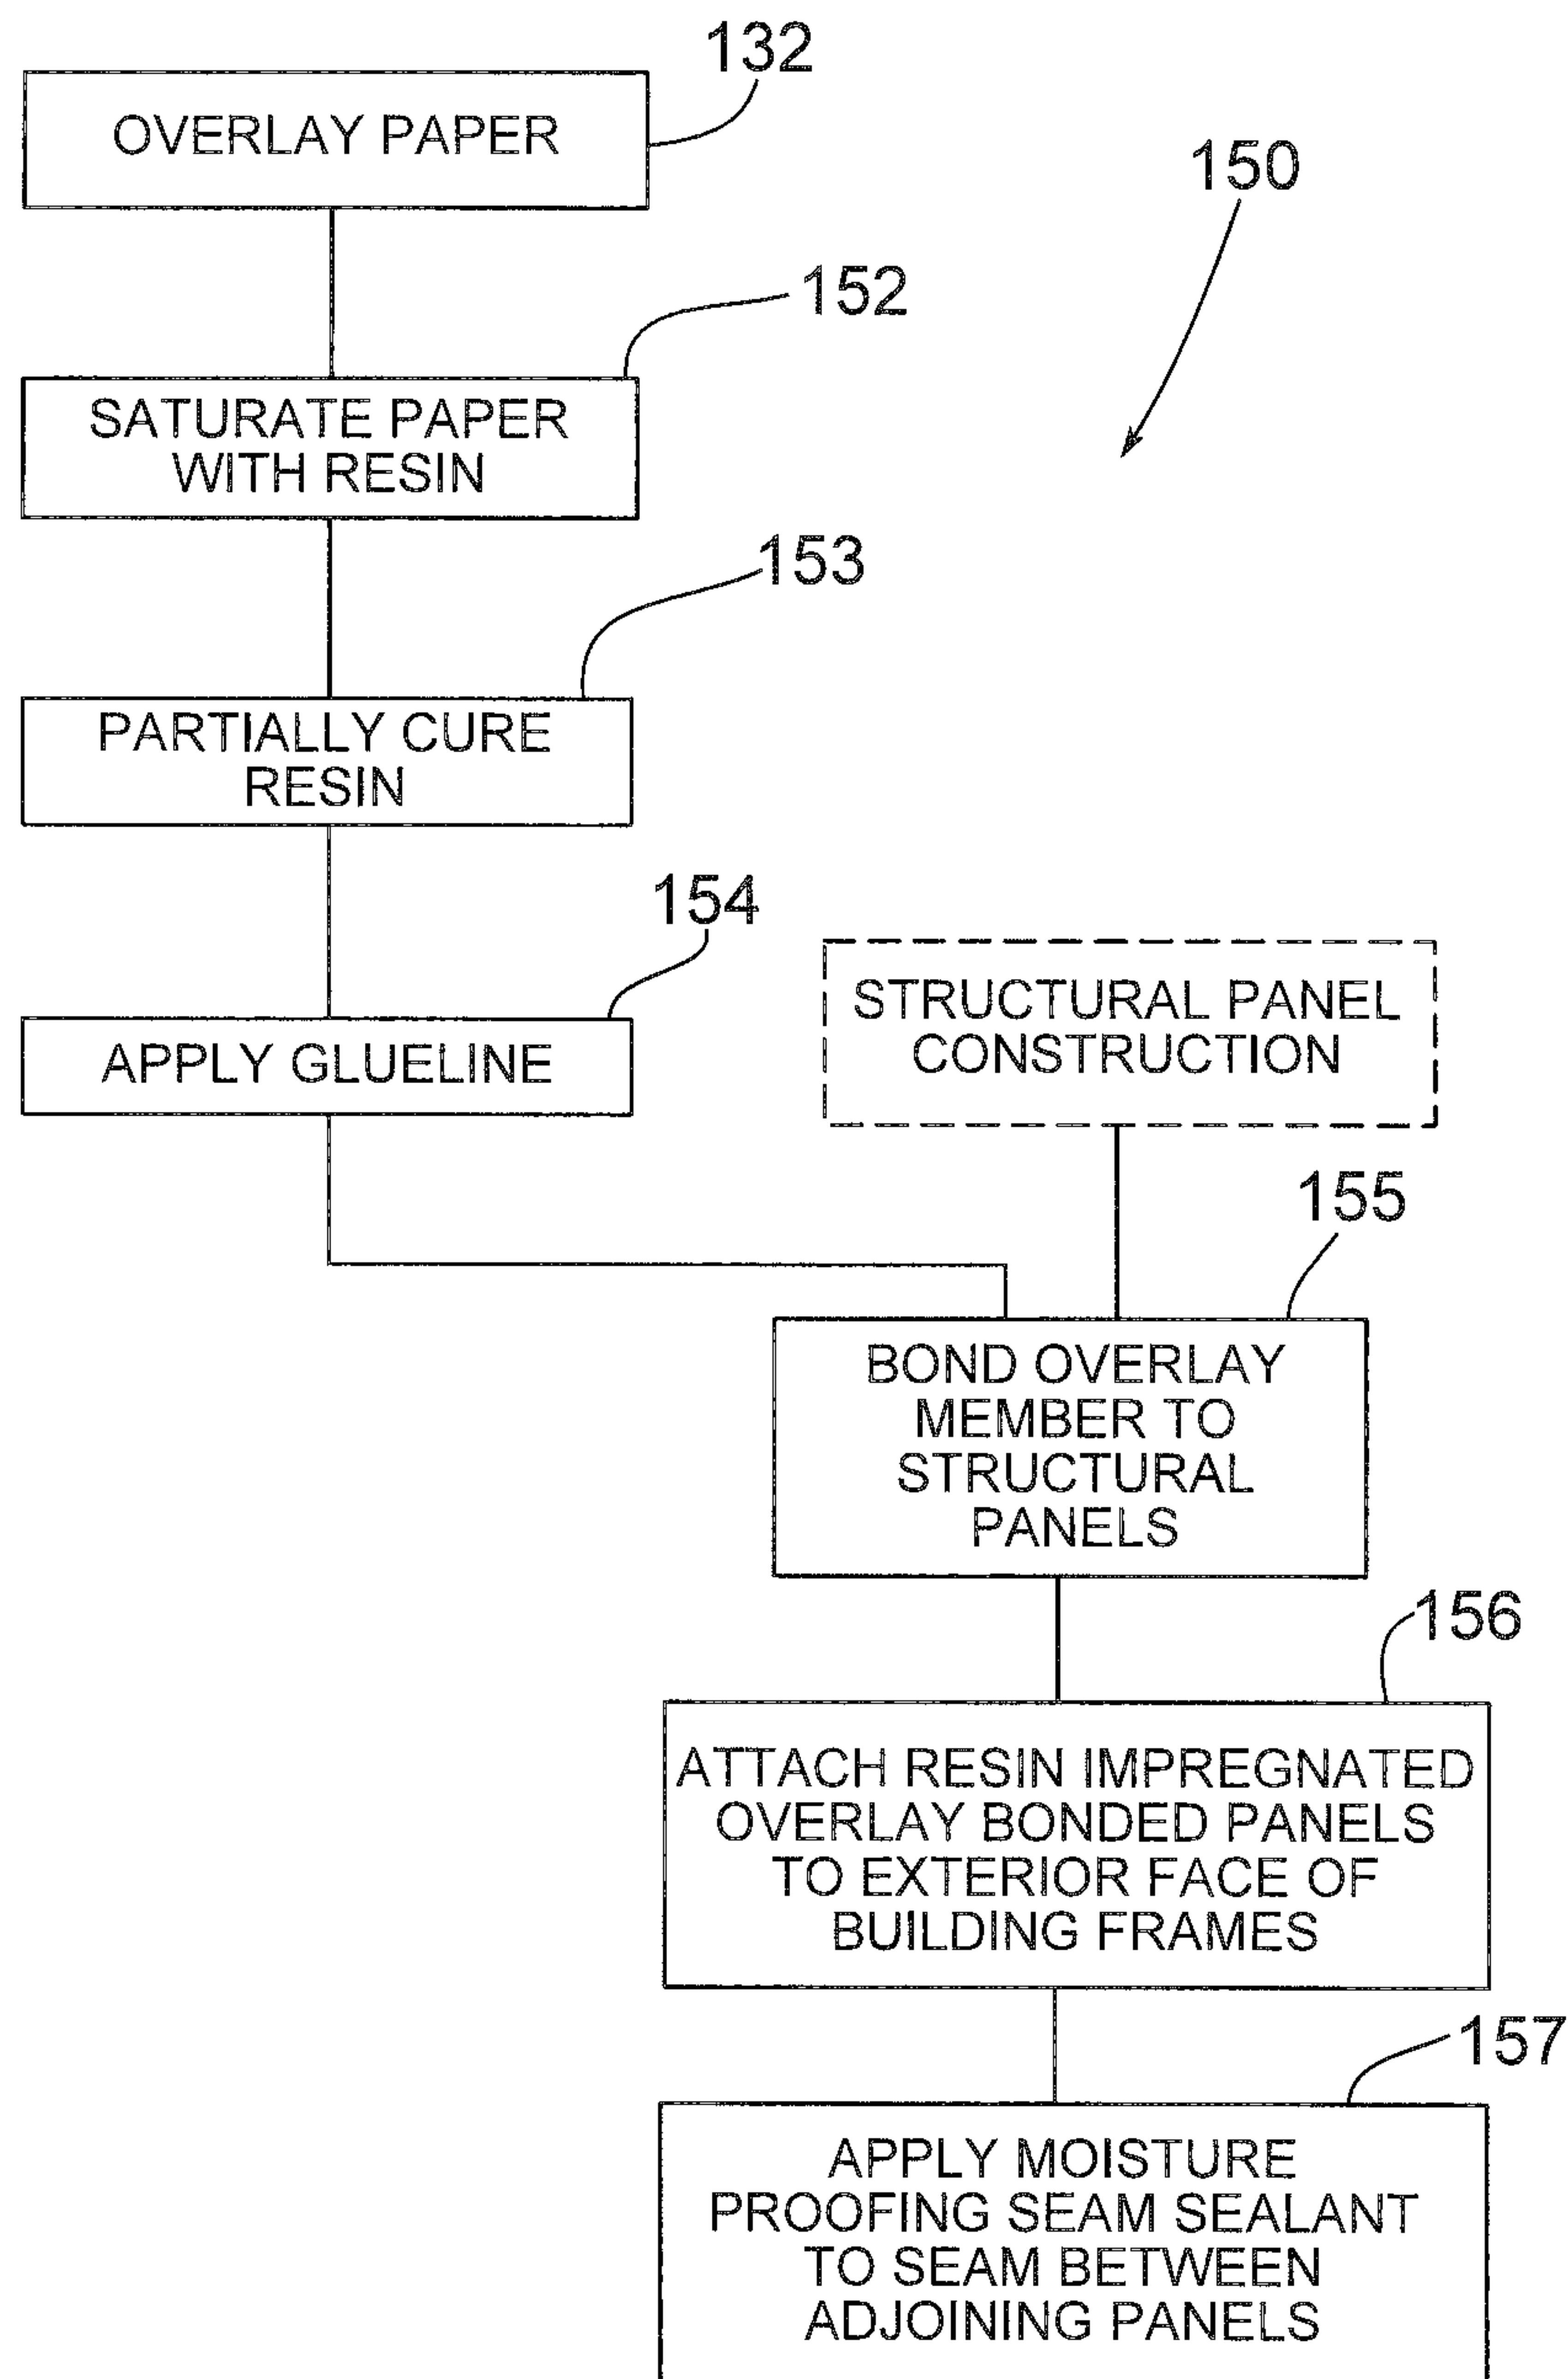 132
OVERLAY PAPER
150
152
SATURATE PAPER
WITH RESIN
153
PARTIALLY CURE
RESIN
154
APPLY GLUELINE
STRUCTURAL PANEL
CONSTRUCTION
155
BOND OVERLAY
MEMBER TO
STRUCTURAL
PANELS
156
ATTACH RESIN IMPREGNATED
OVERLAY BONDED PANELS
TO EXTERIOR FACE OF
BUILDING FRAMES
157
APPLY MOISTURE
PROOFING SEAM SEALANT
TO SEAM BETWEEN
ADJOINING PANELS